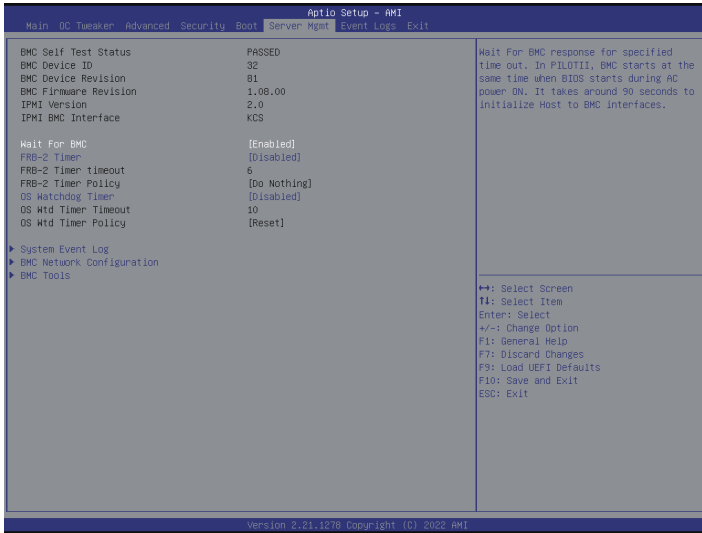 Aptio Setup - AMI
Main OC Tweaker Advanced Security Boot Server Mgmt Event Logs Exit
BMC Self Test Status PASSED
BMC Device ID 32
BMC Device Revision 81
BMC Firmware Revision 1.08.00
IPMI Version 2.0
IPMI BMC Interface KCS
Wait For BMC [Enabled]
FRB-2 Timer [Disabled]
FRB-2 Timer timeout 6
FRB-2 Timer Policy [Do Nothing]
OS Watchdog Timer [Disabled]
OS Wtd Timer Timeout 10
OS Wtd Timer Policy [Reset]
System Event Log
BMC Network Configuration
BMC Tools
Wait For BMC response for specified
time out. In PILOTII, BMC starts at the
same time when BIOS starts during AC
power ON. It takes around 90 seconds to
initialize Host to BMC interfaces.
↔: Select Screen
↑↓: Select Item
Enter: Select
+/-: Change Option
F1: General Help
F7: Discard Changes
F9: Load UEFI Defaults
F10: Save and Exit
ESC: Exit
Version 2.21.1278 Copyright (C) 2022 AMI